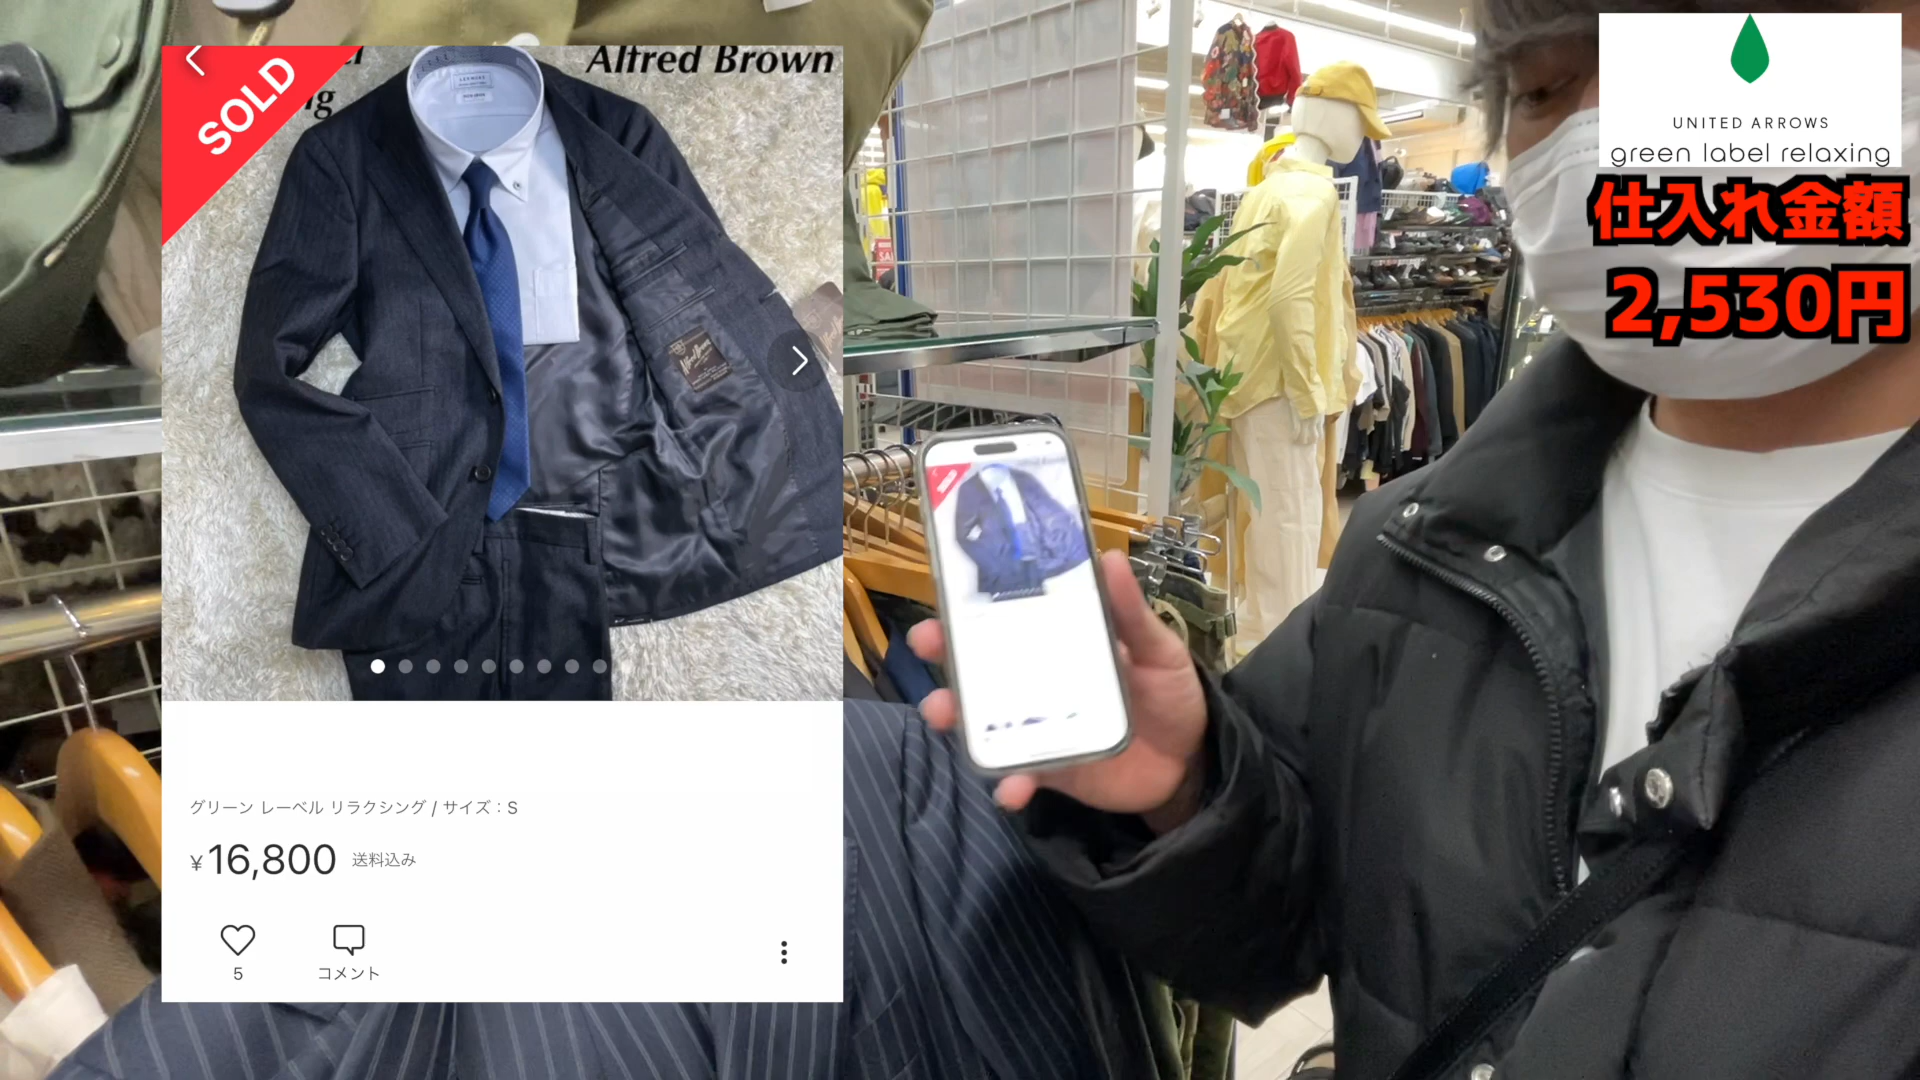 SOLD
Alfred Brown
UNITED ARROWS
green label relaxing
仕入れ金額
2,530円
グリーン レーベル リラクシング / サイズ：S
¥16,800 送料込み
5
コメント